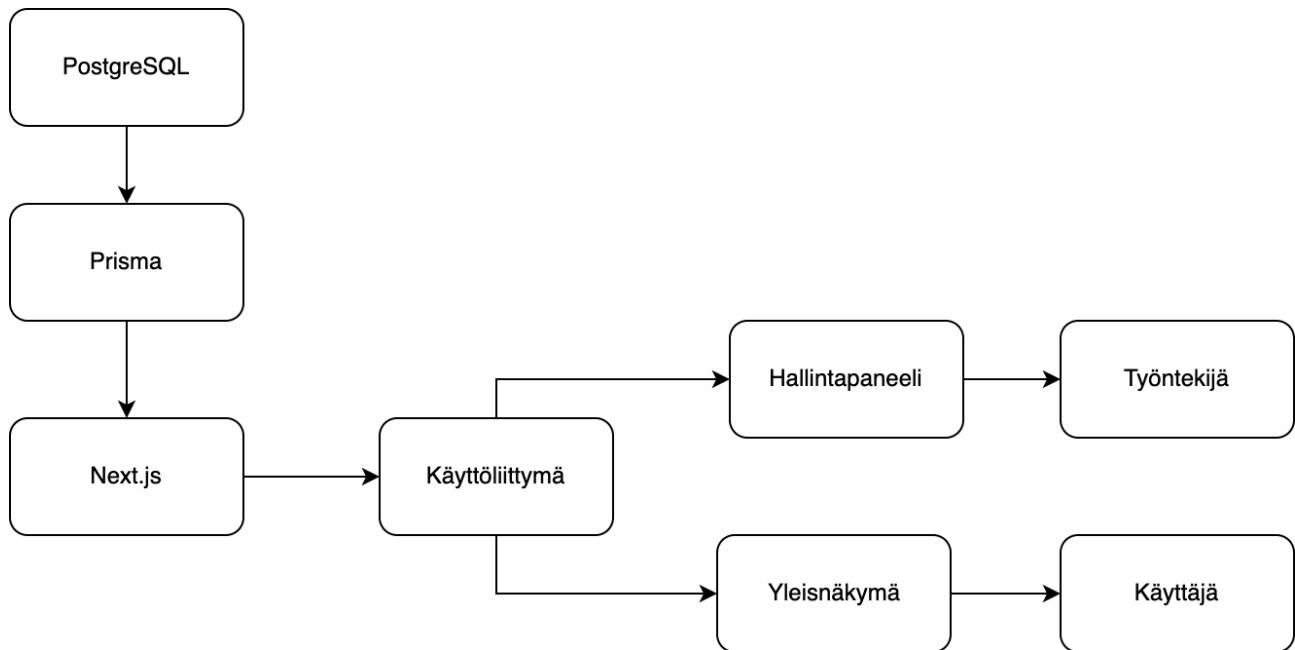 PostgreSQL
Prisma
Next.js
Käyttöliittymä
Hallintapaneeli
Työntekijä
Yleisnäkymä
Käyttäjä